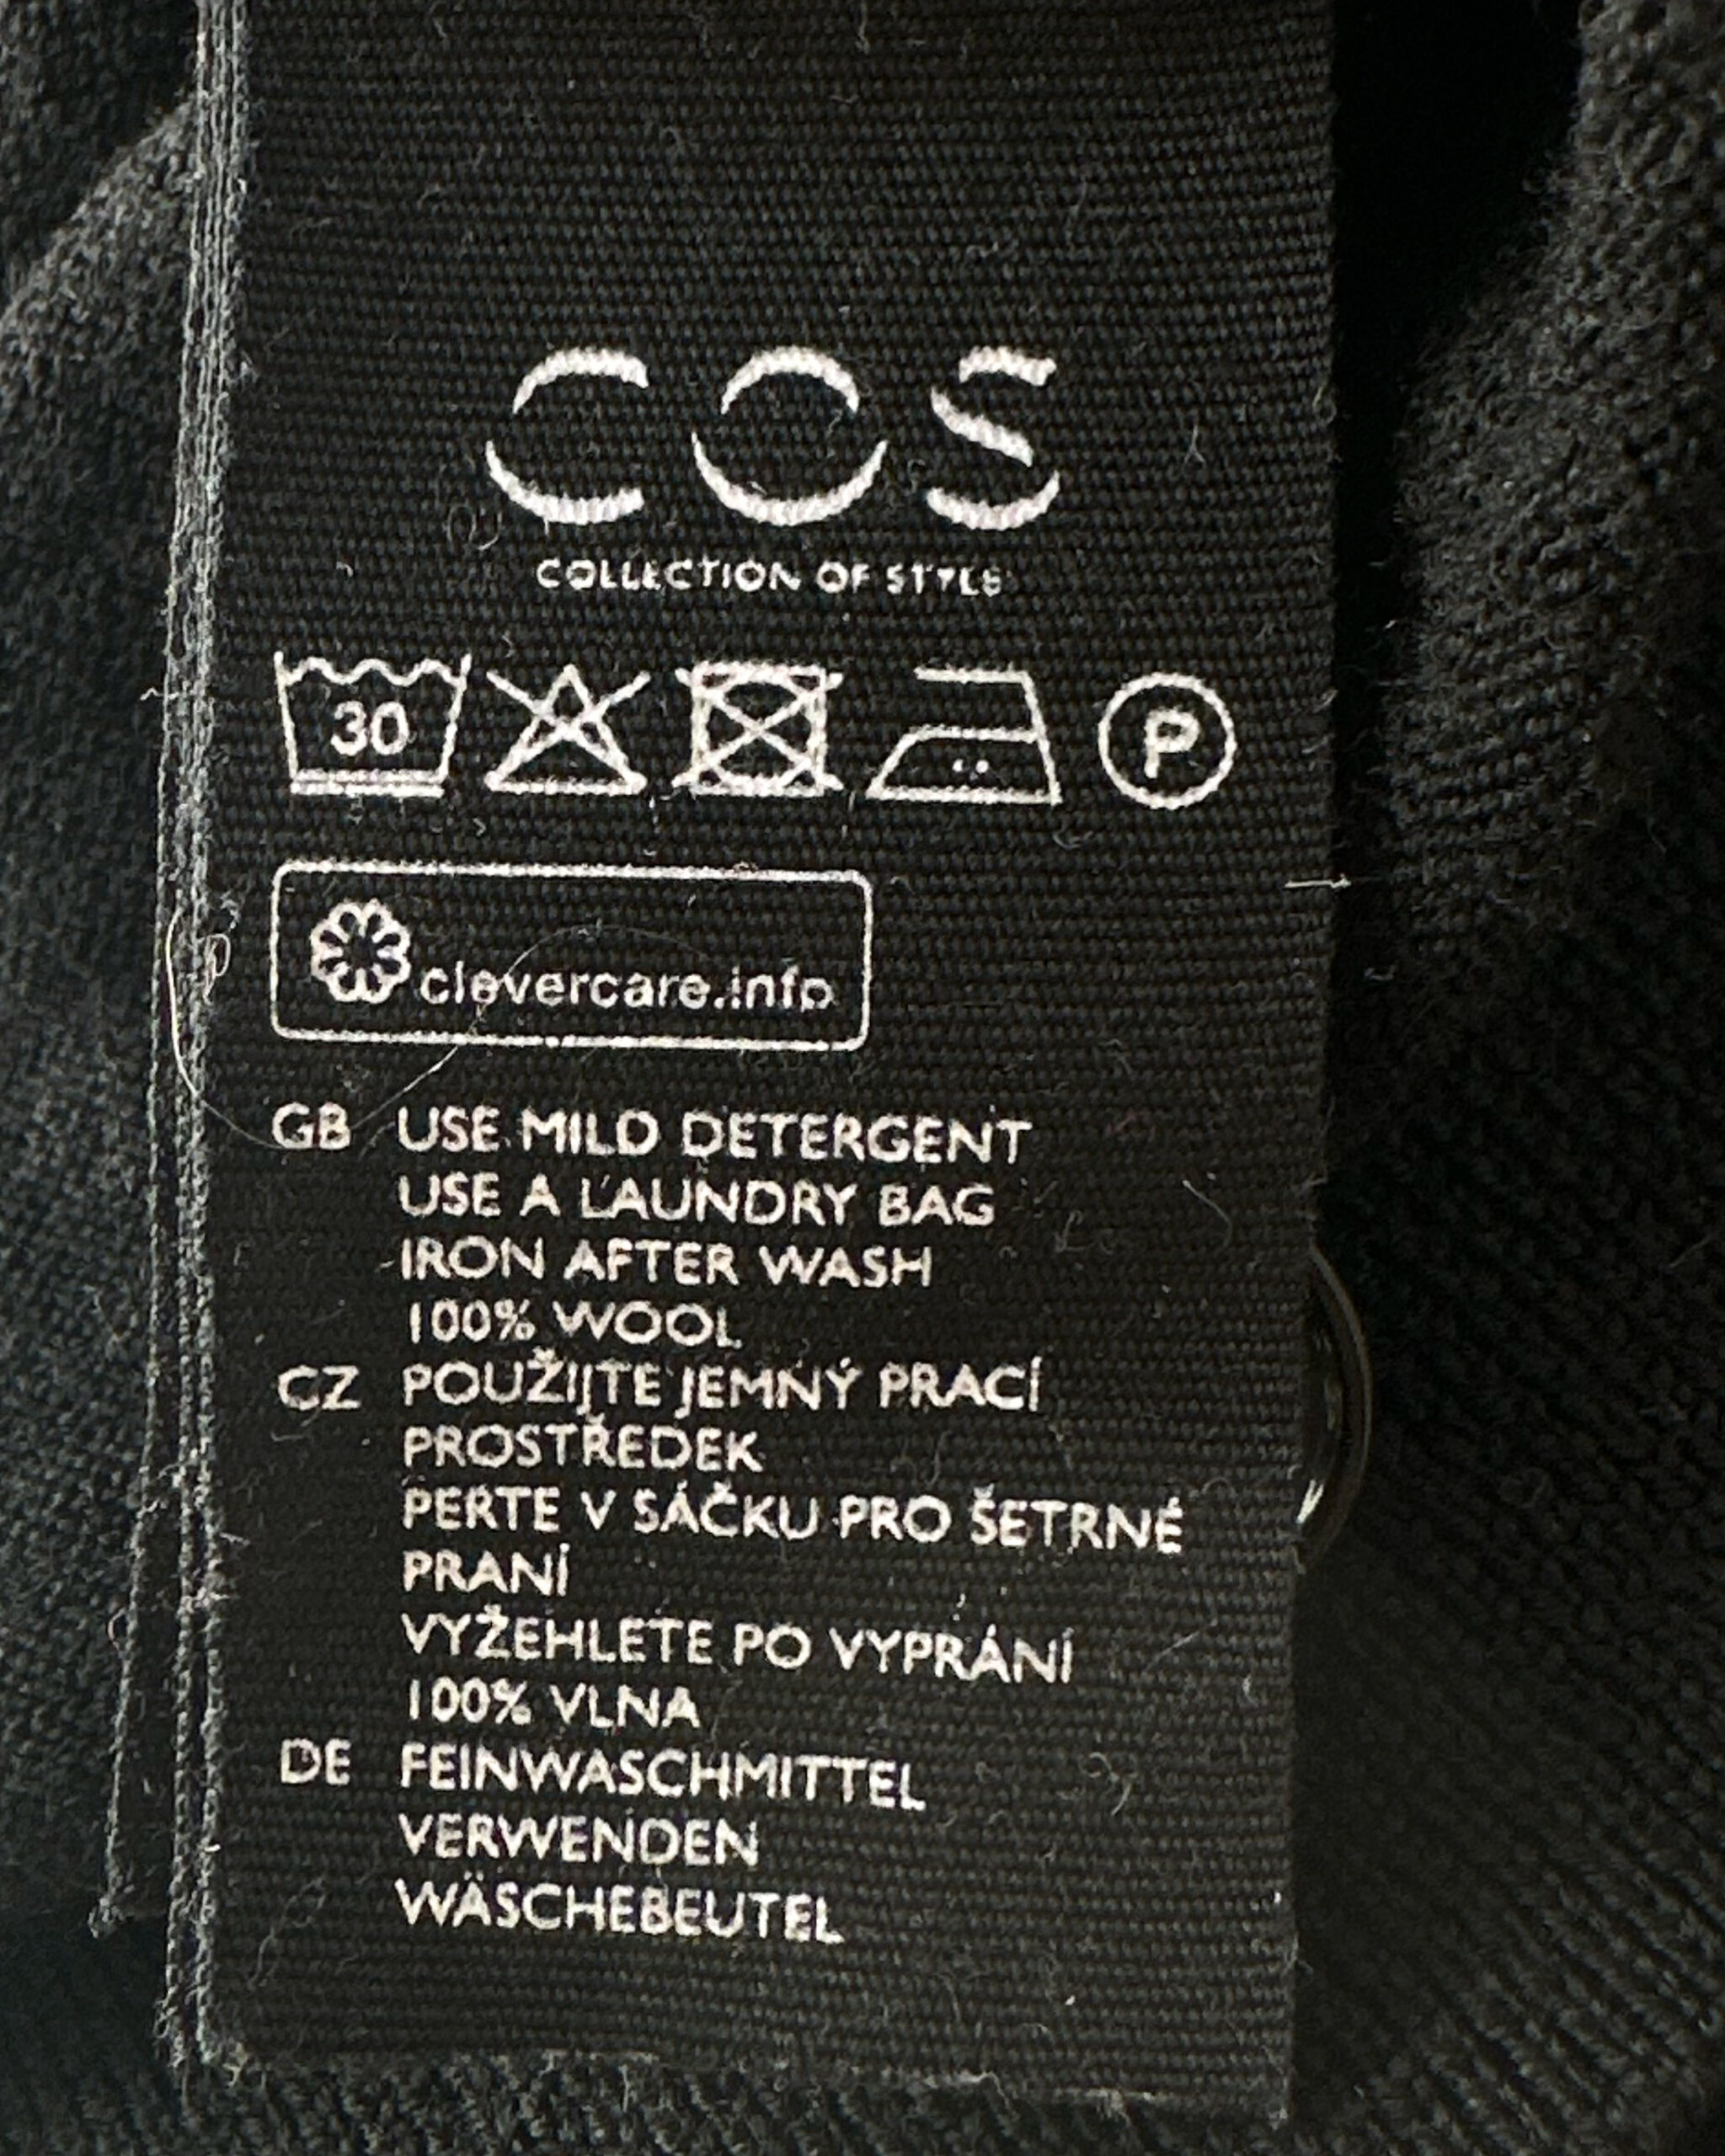 COS
COLLECTION OF STYLE
30 P
clevercare.info
GB USE MILD DETERGENT
USE A LAUNDRY BAG
IRON AFTER WASH
100% WOOL
CZ POUŽIJTE JEMNÝ PRACÍ
PROSTŘEDEK
PERTE V SÁČKU PRO ŠETRNÉ
PRANÍ
VYŽEHLETE PO VYPRÁNÍ
100% VLNA
DE FEINWASCHMITTEL
VERWENDEN
WÄSCHEBEUTEL